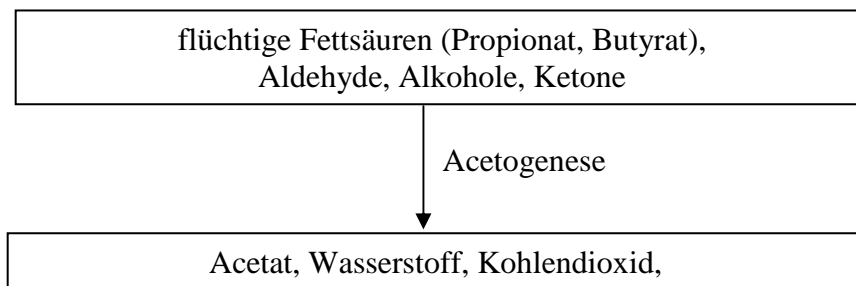 flüchtige Fettsäuren (Propionat, Butyrat),
Aldehyde, Alkohole, Ketone
Acetogenese
Acetat, Wasserstoff, Kohlendioxid,